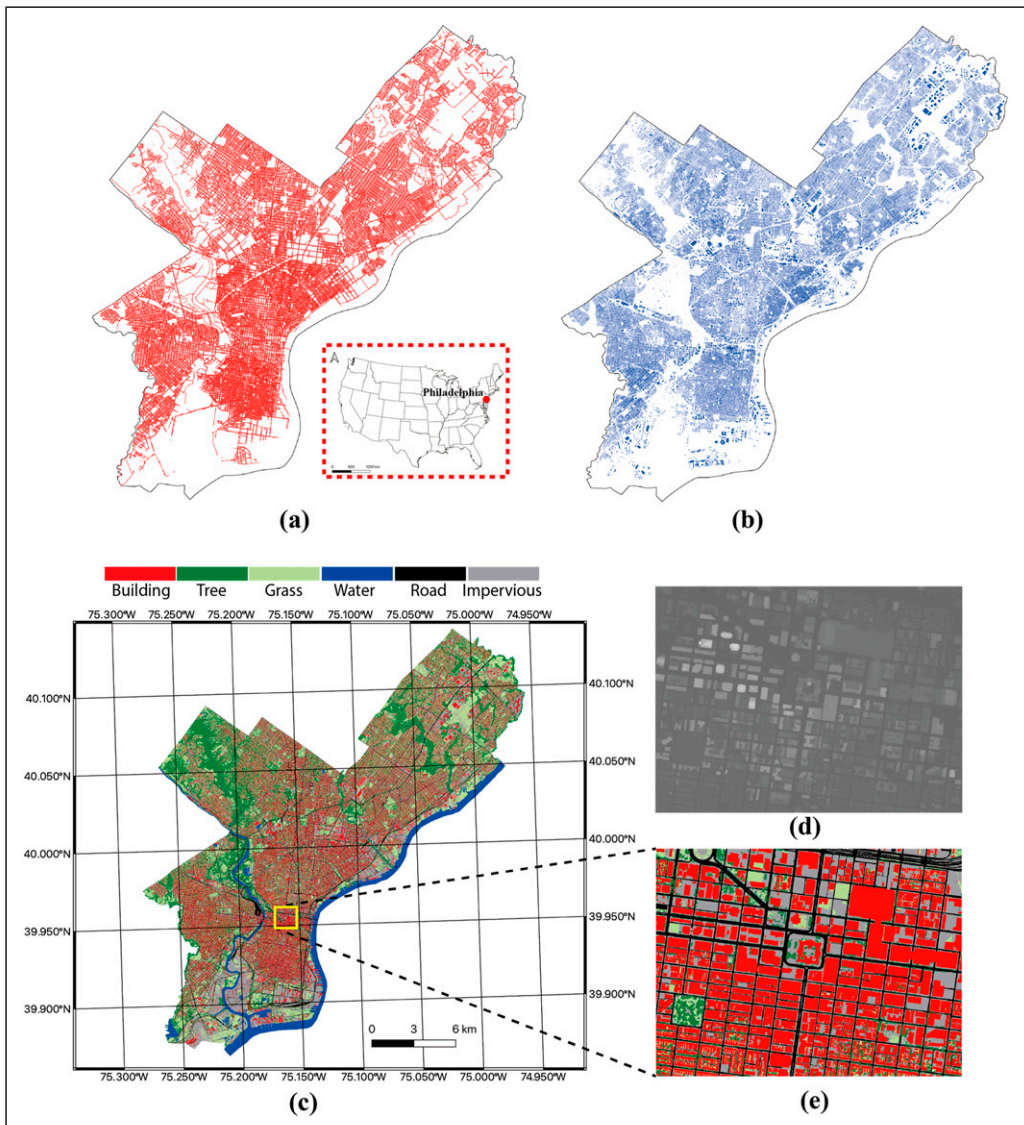 Philadelphia
(a)
(b)
Building Tree Grass Water Road Impervious
75.300°W 75.250°W 75.200°W 75.150°W 75.100°W 75.050°W 75.000°W 74.950°W
40.100°N 40.100°N
40.050°N 40.050°N
40.000°N 40.000°N
39.950°N 39.950°N
39.900°N 39.900°N
0 3 6 km
75.300°W 75.250°W 75.200°W 75.150°W 75.100°W 75.050°W 75.000°W 74.950°W
(c)
(d)
(e)